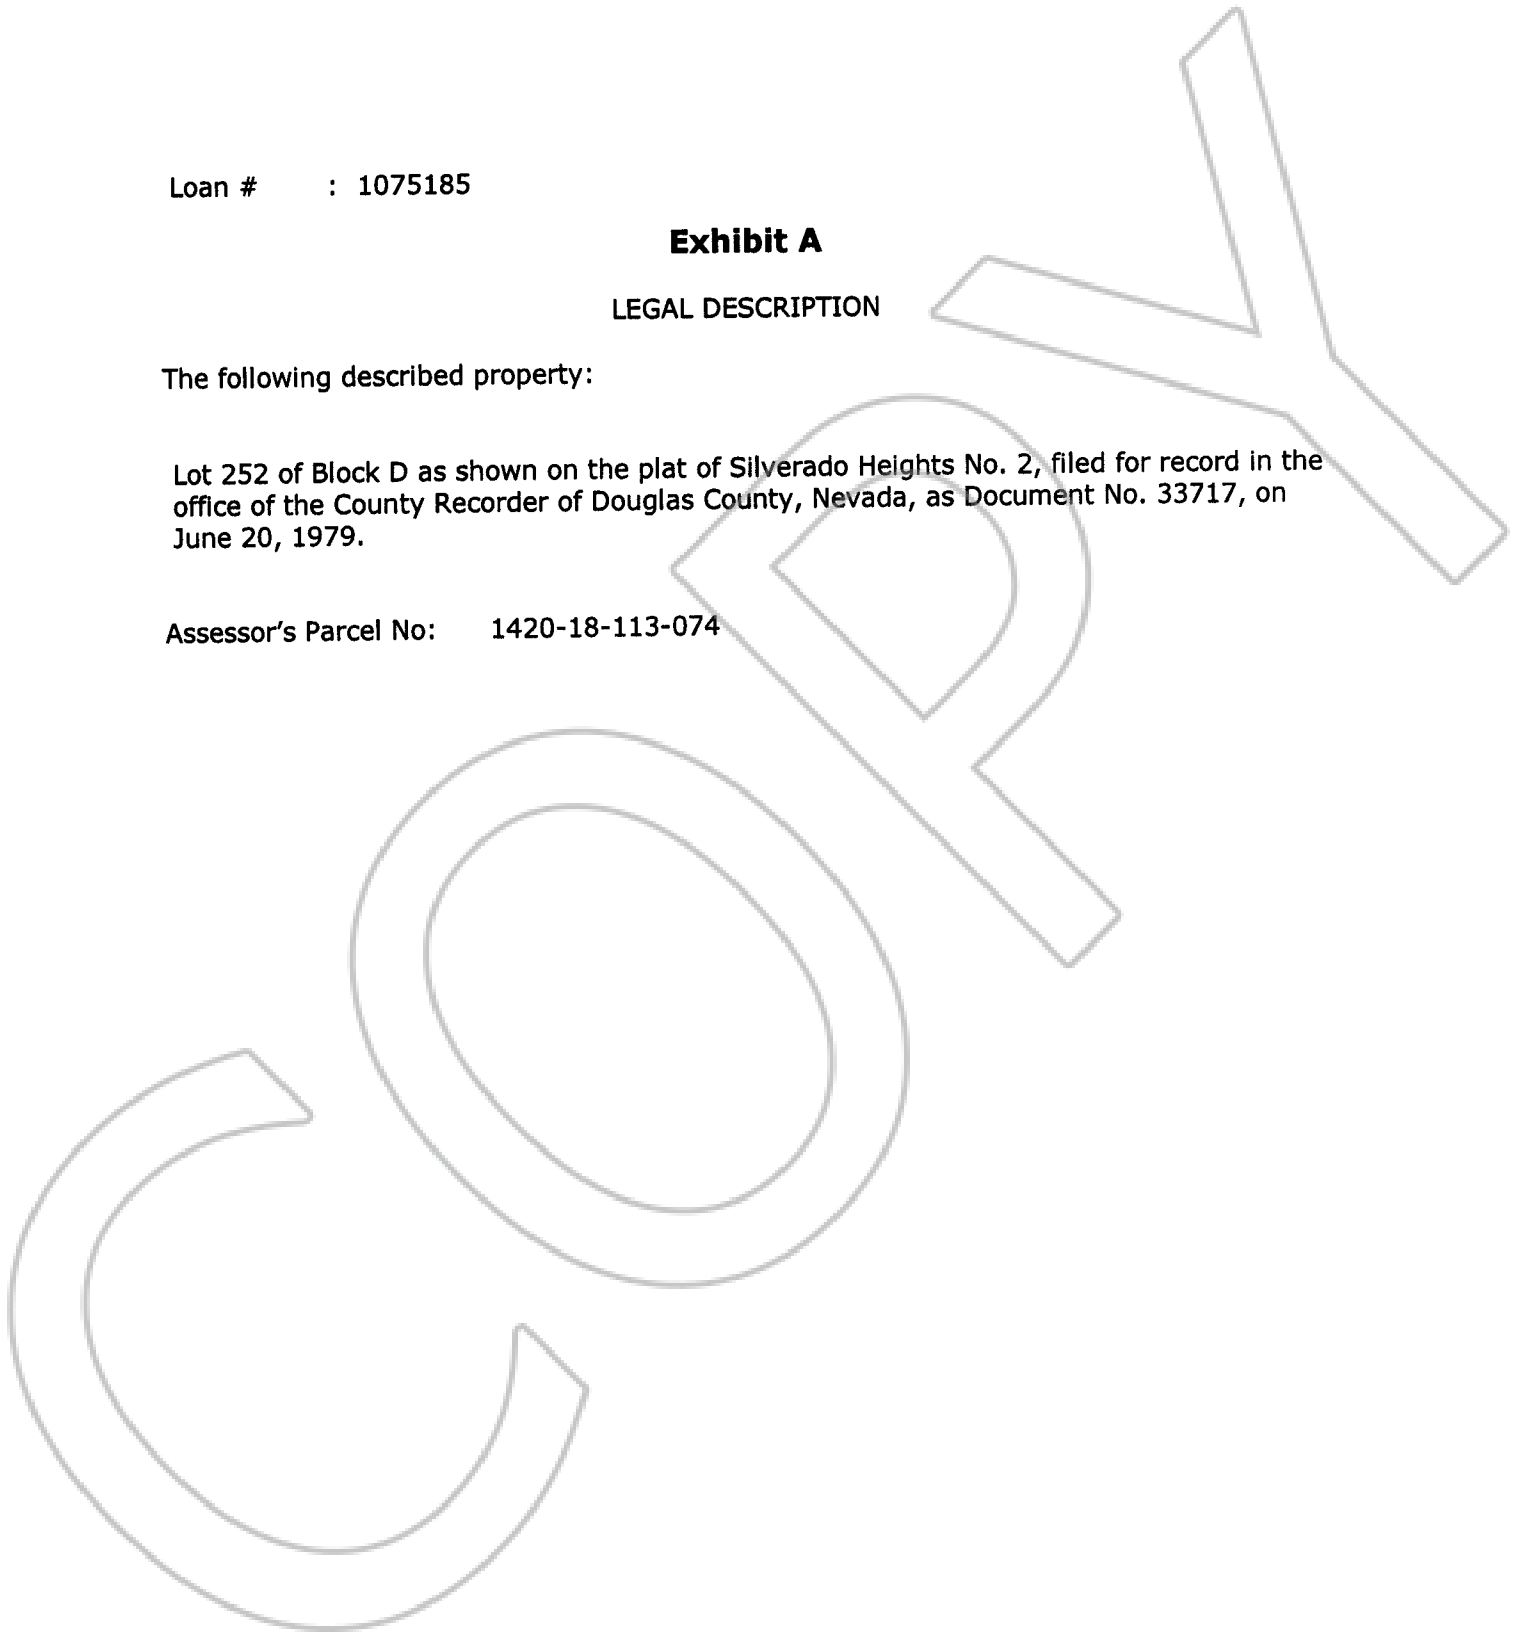 Loan # : 1075185
Exhibit A
LEGAL DESCRIPTION
The following described property:
Lot 252 of Block D as shown on the plat of Silverado Heights No. 2, filed for record in the
office of the County Recorder of Douglas County, Nevada, as Document No. 33717, on
June 20, 1979.
Assessor's Parcel No: 1420-18-113-074
COPY